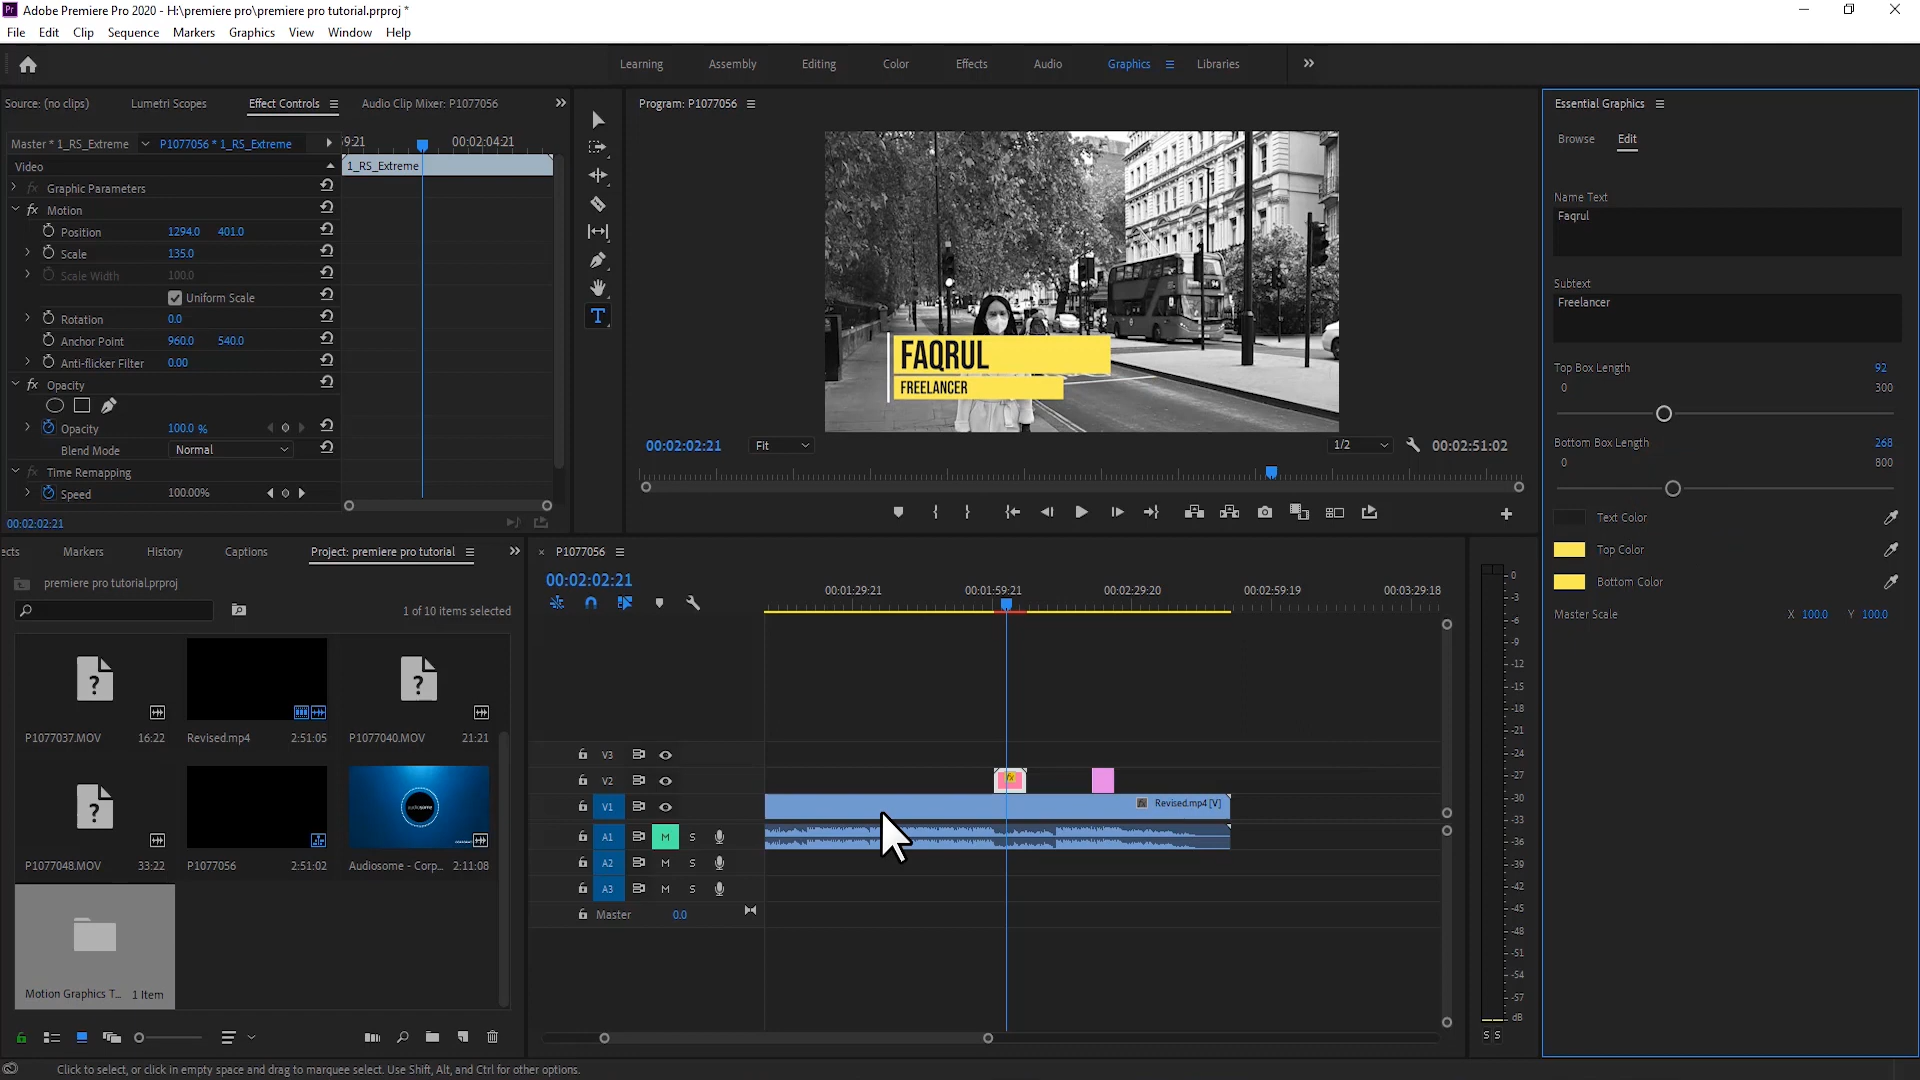 Adobe Premiere Pro 2020 - H:\premiere pro\premiere pro tutorial.prproj *
File Edit Clip Sequence Markers Graphics View Window Help
Learning Assembly Editing Color Effects Audio Graphics Libraries
Source: (no clips) Lumetri Scopes Effect Controls Audio Clip Mixer: P1077056
Master * 1_RS_Extreme P1077056 * 1_RS_Extreme 00:02:04:21
Video 1_RS_Extreme
fx Graphic Parameters
fx Motion
Position 1294.0 401.0
Scale 135.0
Scale Width 100.0
Uniform Scale
Rotation 0.0
Anchor Point 960.0 540.0
Anti-flicker Filter 0.00
fx Opacity
Opacity 100.0 %
Blend Mode Normal
fx Time Remapping
Speed 100.00%
00:02:02:21
Program: P1077056
FAQRUL
FREELANCER
00:02:02:21 Fit 1/2 00:02:51:02
Essential Graphics
Browse Edit
Name Text
Faqrul
Subtext
Freelancer
Top Box Length 92
0 300
Bottom Box Length 268
0 800
Text Color
Top Color
Bottom Color
Master Scale X 100.0 Y 100.0
ects Markers History Captions Project: premiere pro tutorial
premiere pro tutorial.prproj
1 of 10 items selected
P1077037.MOV 16:22 Revised.mp4 2:51:05 P1077040.MOV 21:21
P1077048.MOV 33:22 P1077056 2:51:02 Audiosome - Corp... 2:11:08
Motion Graphics T... 1 Item
P1077056
00:02:02:21
00:01:29:21 00:01:59:21 00:02:29:20 00:02:59:19 00:03:29:18
V3
V2 fx
V1 Revised.mp4 [V]
A1 M S
A2 M S
A3 M S
Master 0.0
0
-3
-6
-9
-12
-15
-18
-21
-24
-27
-30
-33
-36
-39
-42
-45
-48
-51
-54
-57
dB
S S
Click to select, or click in empty space and drag to marquee select. Use Shift, Alt, and Ctrl for other options.